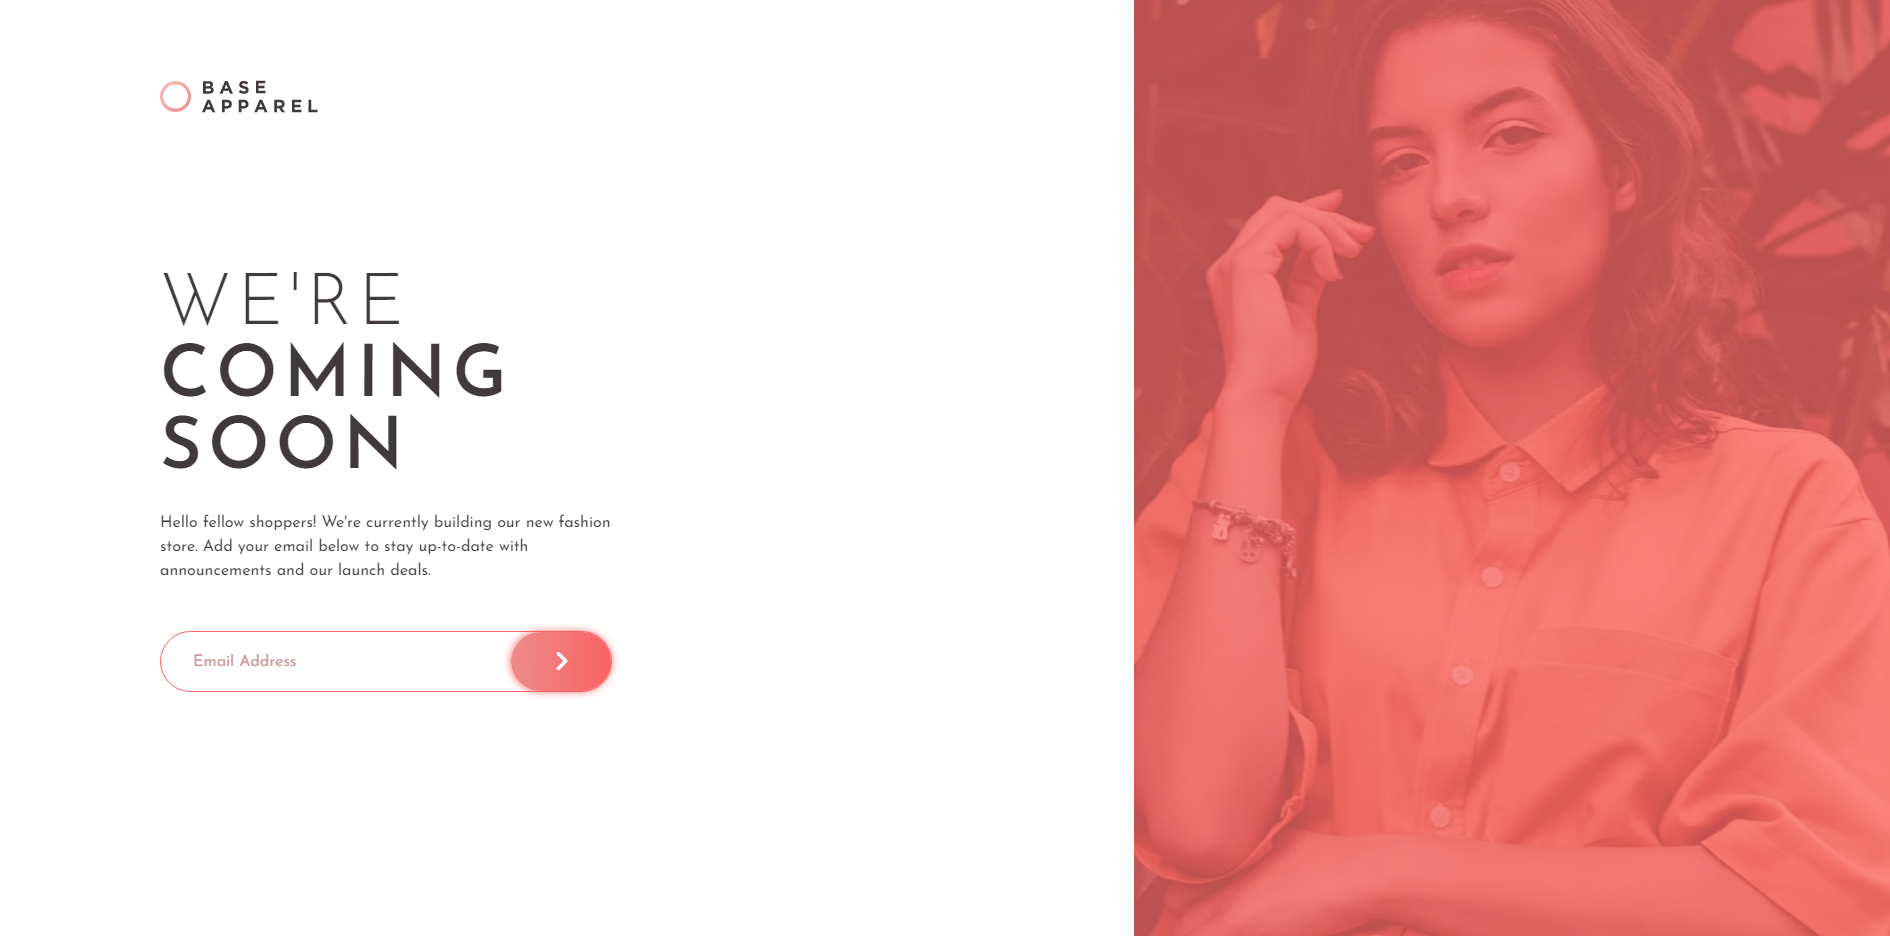 BASE
APPAREL
WE'RE
COMING
SOON
Hello fellow shoppers! We're currently building our new fashion
store. Add your email below to stay up-to-date with
announcements and our launch deals.
Email Address